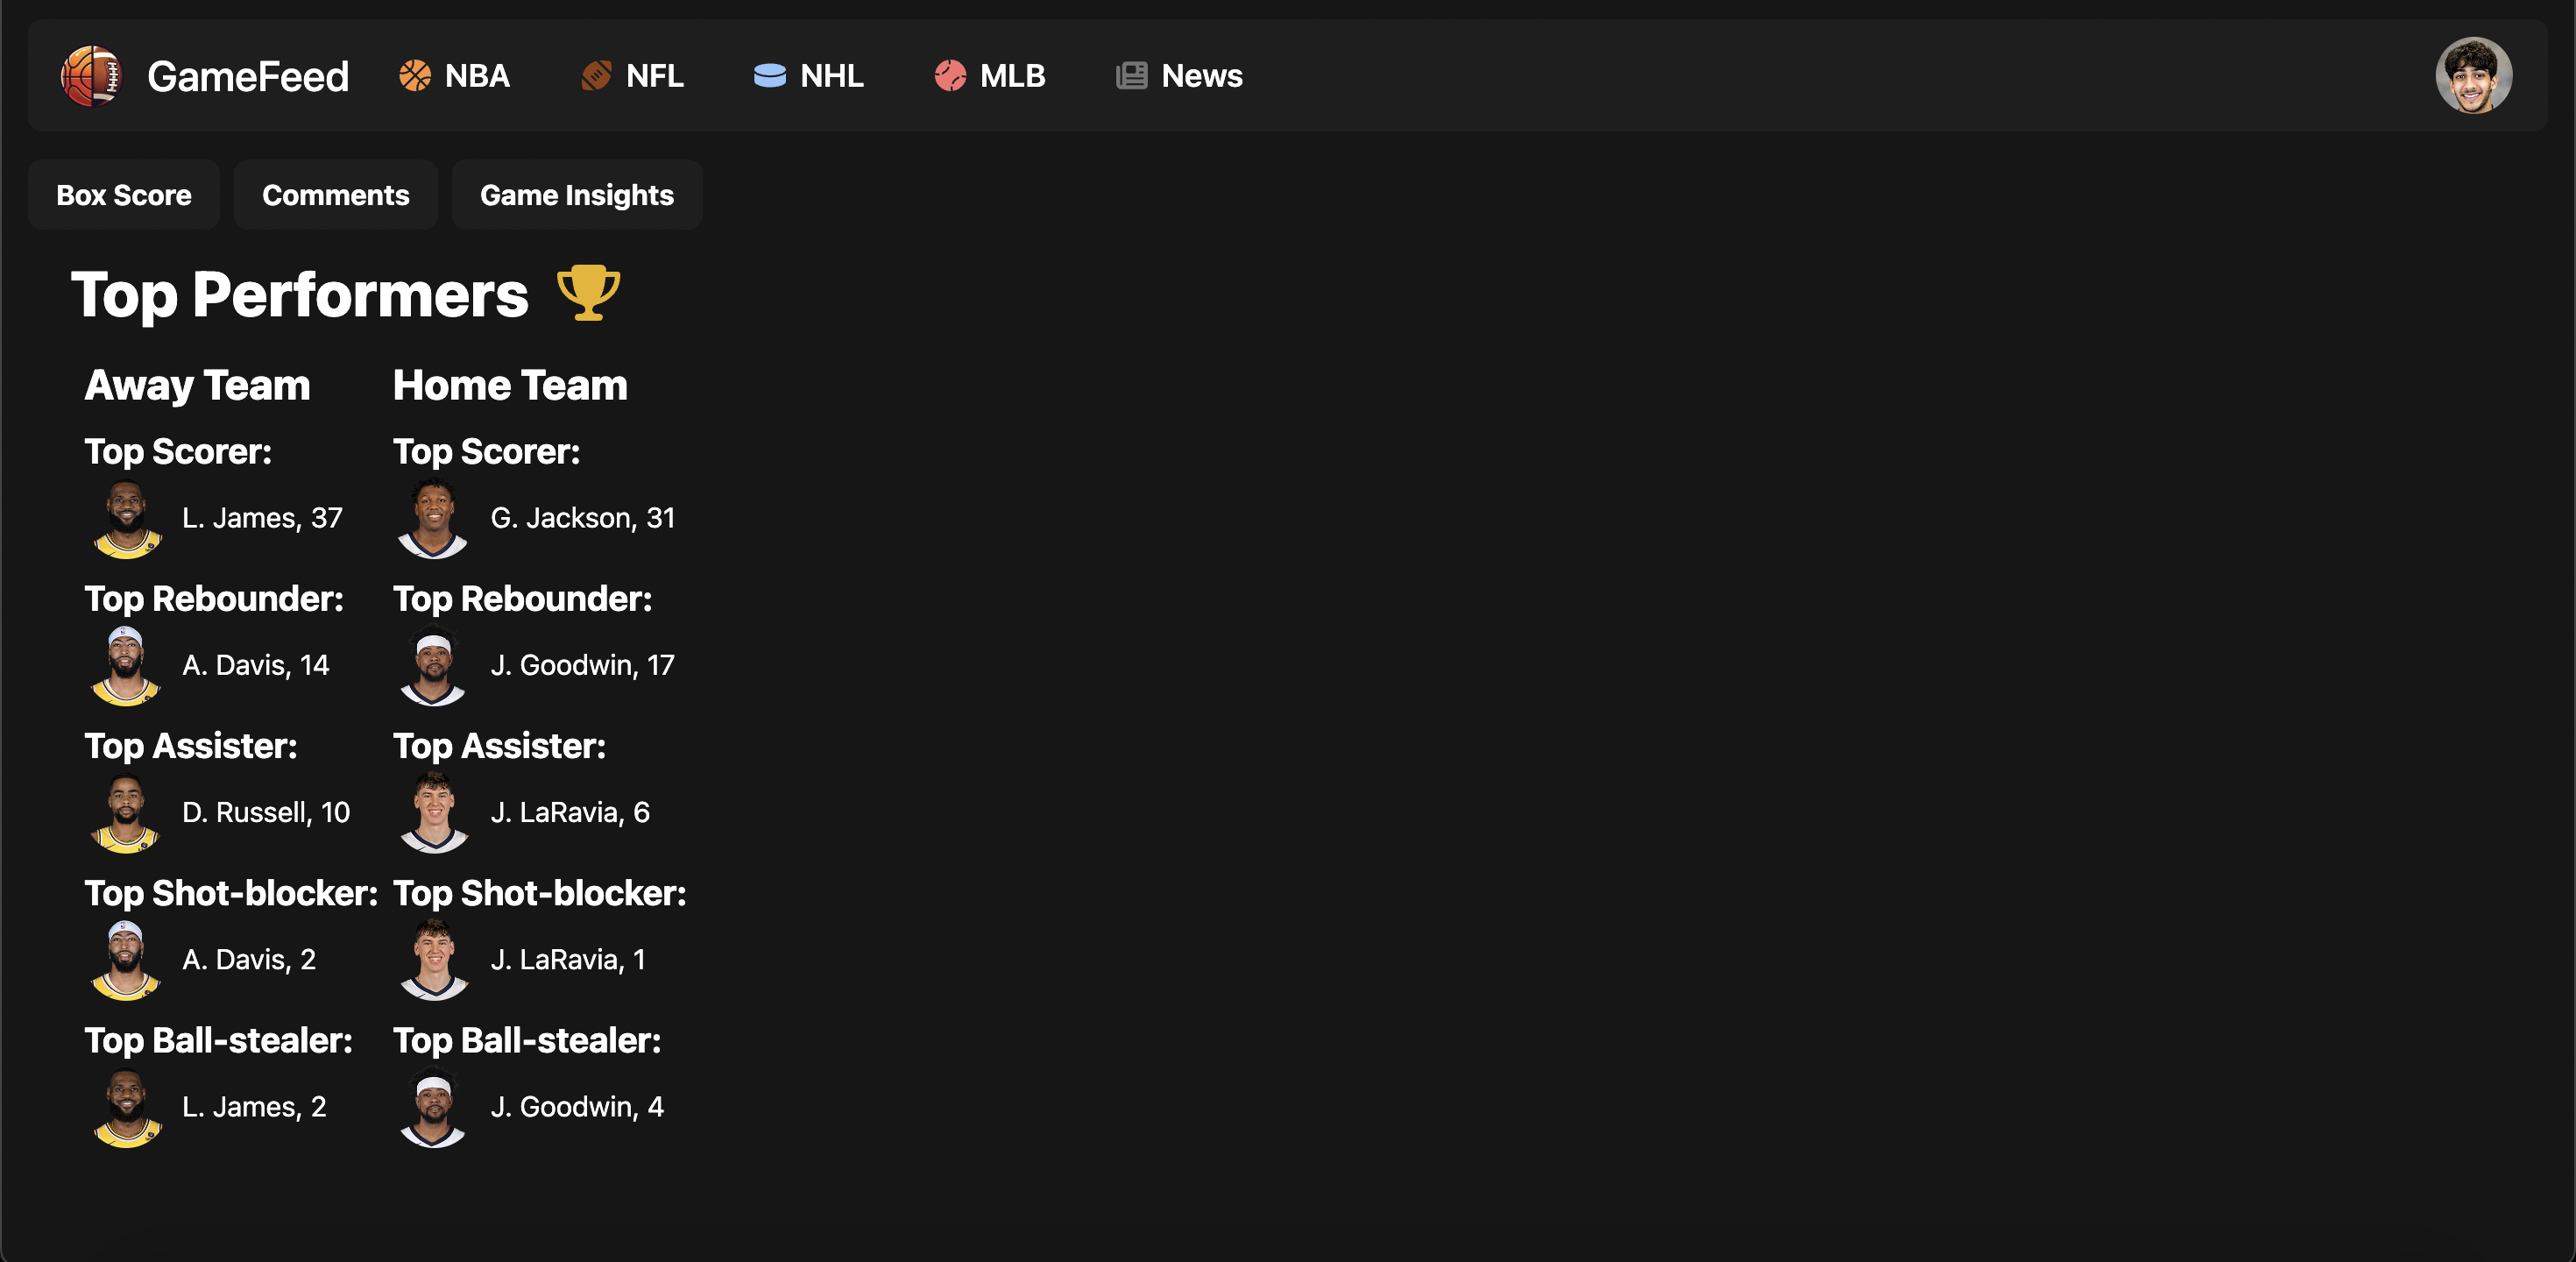 GameFeed NBA NFL NHL MLB News
Box Score Comments Game Insights
Top Performers
Away Team
Top Scorer:
L. James, 37
Top Rebounder:
A. Davis, 14
Top Assister:
D. Russell, 10
Top Shot-blocker:
A. Davis, 2
Top Ball-stealer:
L. James, 2
Home Team
Top Scorer:
G. Jackson, 31
Top Rebounder:
J. Goodwin, 17
Top Assister:
J. LaRavia, 6
Top Shot-blocker:
J. LaRavia, 1
Top Ball-stealer:
J. Goodwin, 4